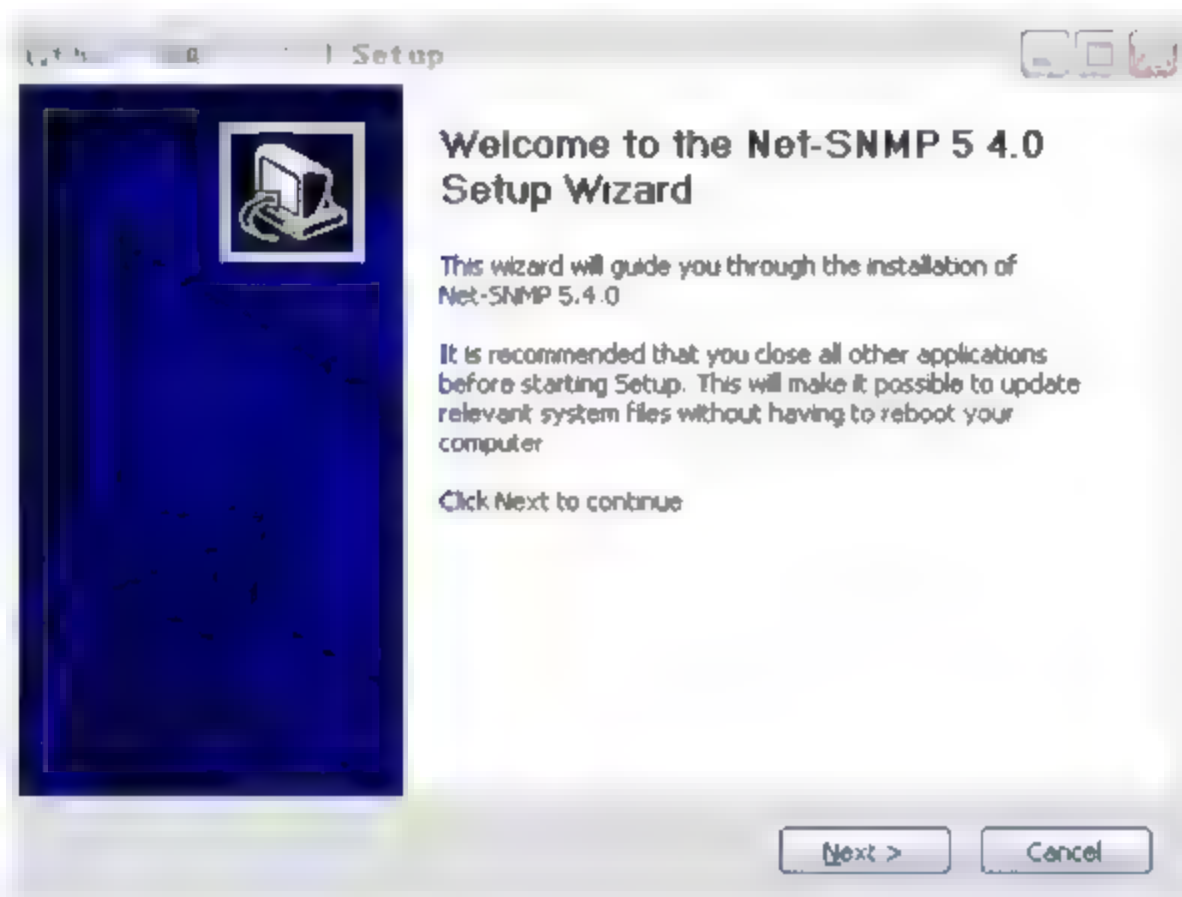 Setup
Welcome to the Net-SNMP 5 4.0
Setup Wizard
This wizard will guide you through the installation of
Net-SNMP 5.4.0
It is recommended that you close all other applications
before starting Setup. This will make it possible to update
relevant system files without having to reboot your
computer
Click Next to continue
Next >
Cancel